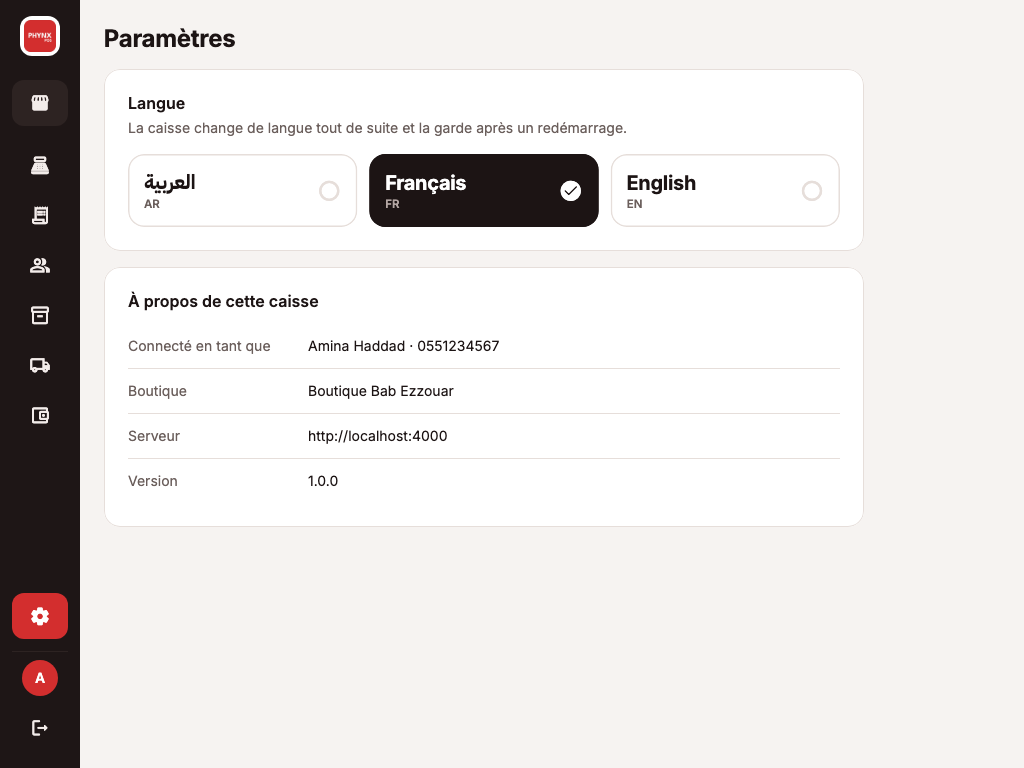 PHYNX
POS
Paramètres
Langue
La caisse change de langue tout de suite et la garde après un redémarrage.
العربية
AR
Français
FR
English
EN
À propos de cette caisse
Connecté en tant que Amina Haddad · 0551234567
Boutique Boutique Bab Ezzouar
Serveur http://localhost:4000
Version 1.0.0
A